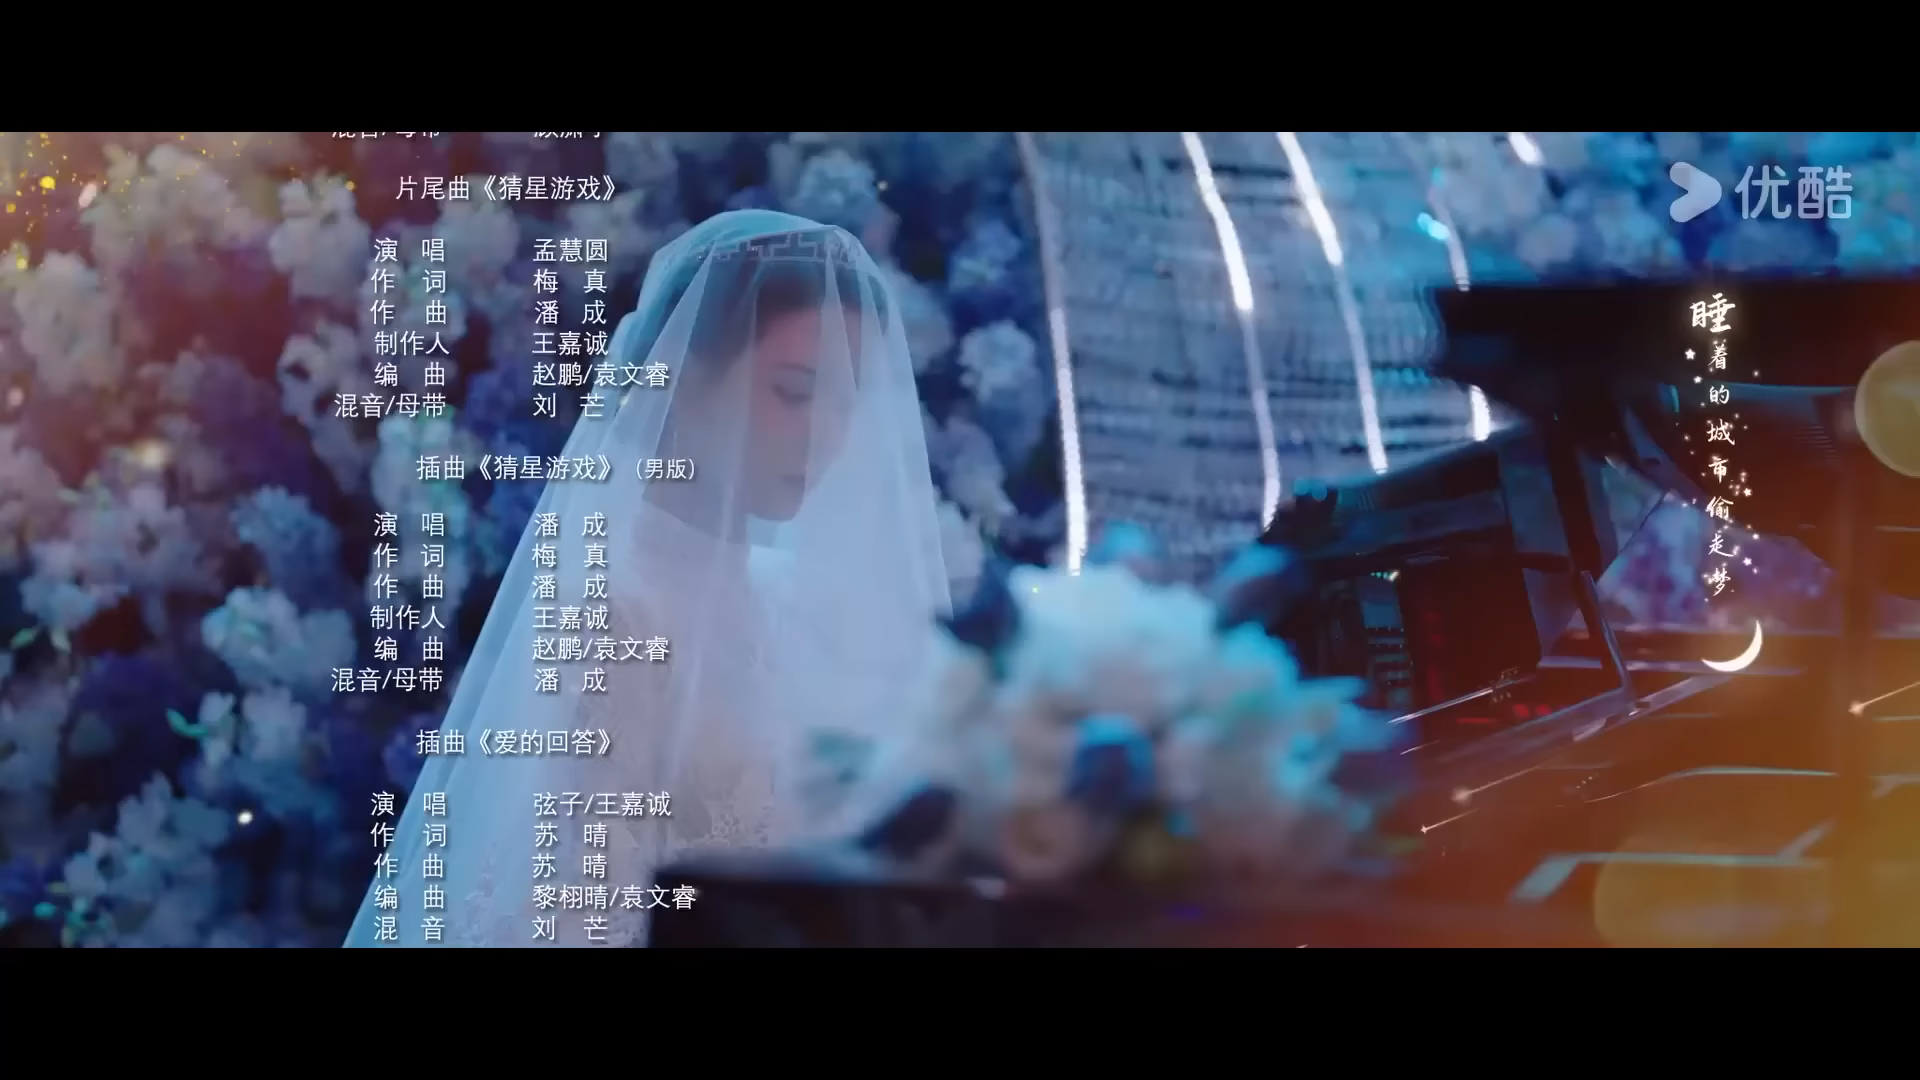 片尾曲《猜星游戏》
演 唱 孟慧圆
作 词 梅 真
作 曲 潘 成
制作人 王嘉诚
编 曲 赵鹏/袁文睿
混音/母带 刘 芒
插曲《猜星游戏》（男版）
演 唱 潘 成
作 词 梅 真
作 曲 潘 成
制作人 王嘉诚
编 曲 赵鹏/袁文睿
混音/母带 潘 成
插曲《爱的回答》
演 唱 弦子/王嘉诚
作 词 苏 晴
作 曲 苏 晴
编 曲 黎栩晴/袁文睿
混 音 刘 芒
优酷
睡着的城市偷走梦